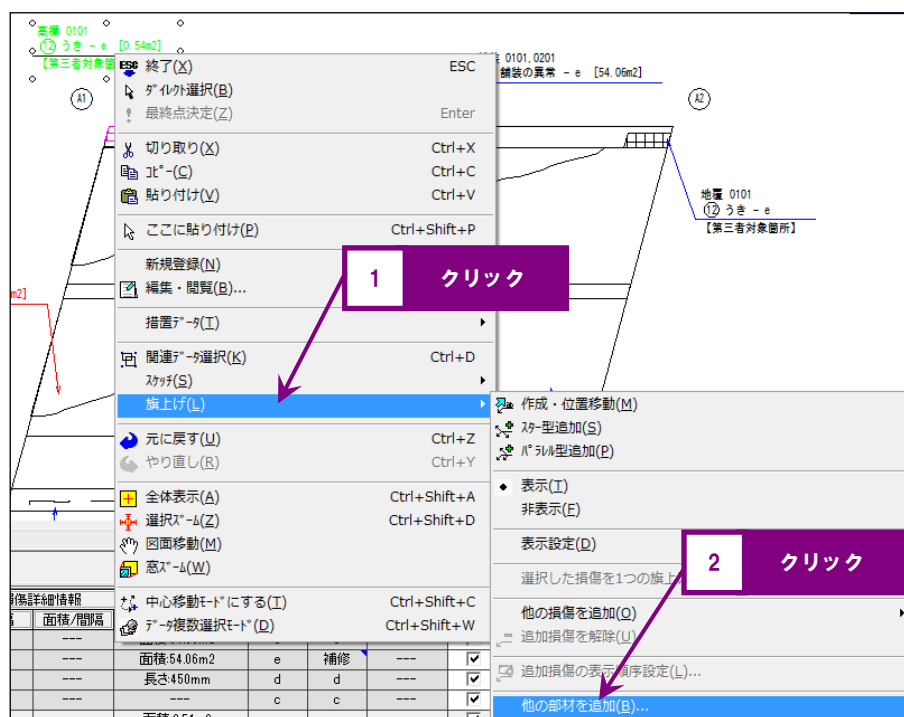 高欄 0101
⑫ うき - e [0.54m2]
【第三者対象箇
A1
0101,0201
舗装の異常 - e [54.06m2]
A2
地覆 0101
⑫ うき - e
【第三者対象箇所】
m2]
終了(X) ESC
ﾀﾞｲﾚｸﾄ選択(B)
最終点決定(Z) Enter
切り取り(X) Ctrl+X
ｺﾋﾟｰ(C) Ctrl+C
貼り付け(V) Ctrl+V
ここに貼り付け(P) Ctrl+Shift+P
新規登録(N)
編集・閲覧(B)...
措置ﾃﾞｰﾀ(T)
関連ﾃﾞｰﾀ選択(K) Ctrl+D
ｽｹｯﾁ(S)
旗上げ(L)
元に戻す(U) Ctrl+Z
やり直し(R) Ctrl+Y
全体表示(A) Ctrl+Shift+A
選択ｽﾞｰﾑ(Z) Ctrl+Shift+D
図面移動(M)
窓ｽﾞｰﾑ(W)
中心移動ﾓｰﾄﾞにする(T) Ctrl+Shift+C
ﾃﾞｰﾀ複数選択ﾓｰﾄﾞ(D) Ctrl+Shift+W
1 クリック
作成・位置移動(M)
ｽﾀｰ型追加(S)
ﾊﾟﾗﾚﾙ型追加(P)
表示(I)
非表示(F)
表示設定(D)
選択した損傷を1つの旗上
他の損傷を追加(O)
追加損傷を解除(U)
追加損傷の表示順序設定(L)...
他の部材を追加(B)...
2 クリック
損傷詳細情報
面積/間隔
---
--- 面積:54.06m2 e 補修 ---
--- 長さ:450mm d d ---
--- --- c c ---